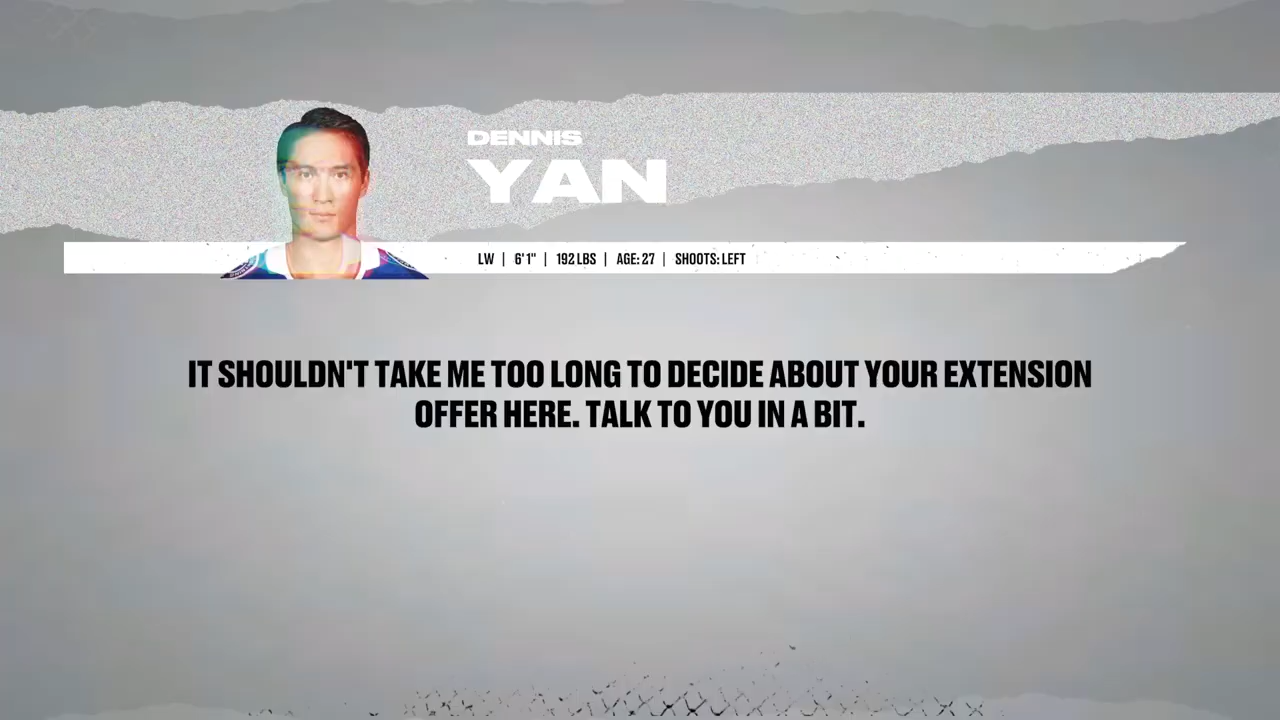 DENNIS
YAN
LW | 6'1" | 192 LBS | AGE: 27 | SHOOTS: LEFT
IT SHOULDN'T TAKE ME TOO LONG TO DECIDE ABOUT YOUR EXTENSION
OFFER HERE. TALK TO YOU IN A BIT.